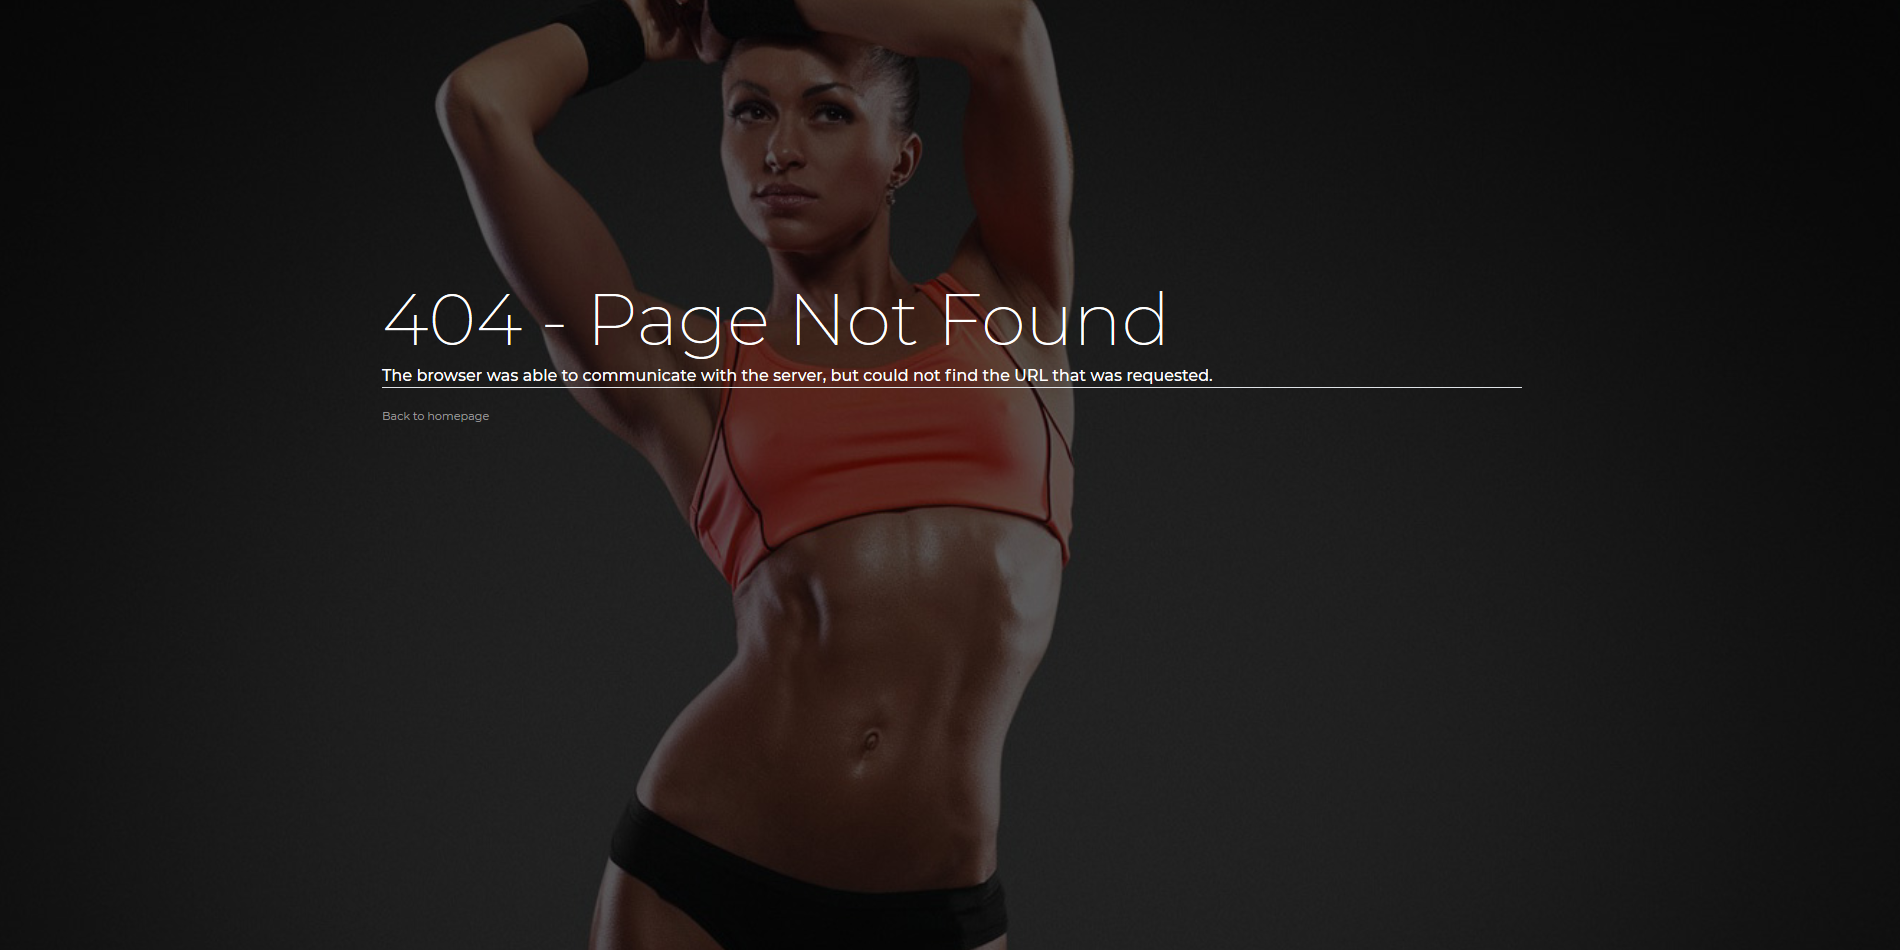 404 - Page Not Found
The browser was able to communicate with the server, but could not find the URL that was requested.
Back to homepage